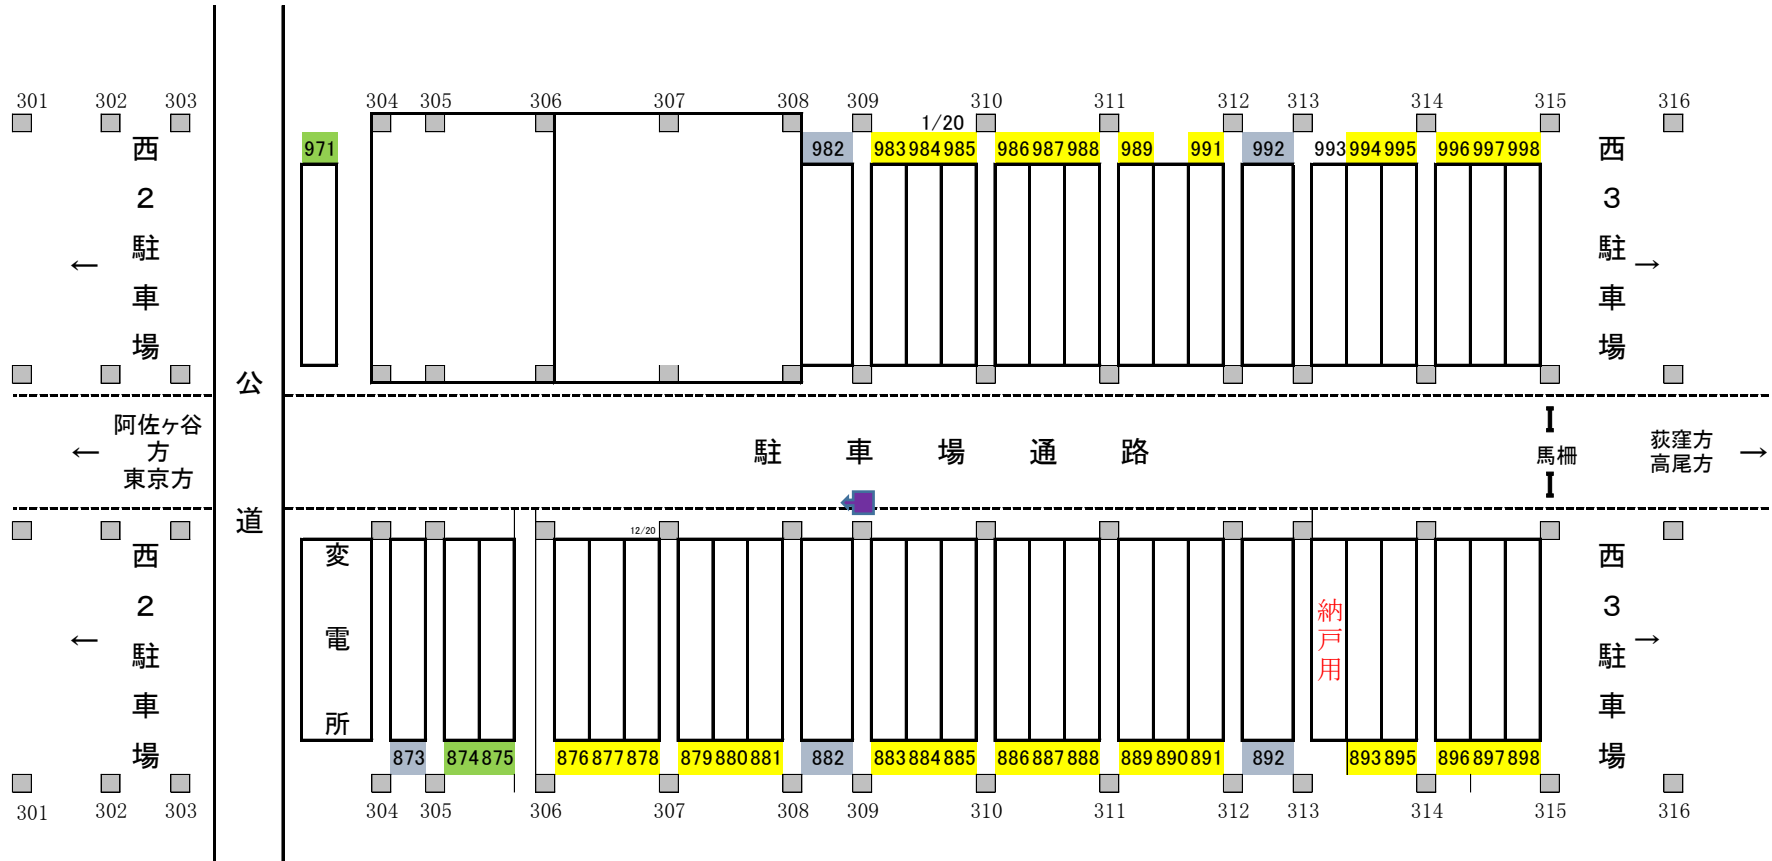 301 302 303 304 305 306 307 308 309 310 311 312 313 314 315 316
1/20
971 982 983 984 985 986 987 988 989 991 992 993 994 995 996 997 998
西2駐車場
←
西3駐車場
→
公道
阿佐ヶ谷
方
東京方
←
駐車場通路
馬柵
荻窪方
高尾方
→
12/20
西2駐車場
←
変電所
納戸用
西3駐車場
→
873 874 875 876 877 878 879 880 881 882 883 884 885 886 887 888 889 890 891 892 893 895 896 897 898
301 302 303 304 305 306 307 308 309 310 311 312 313 314 315 316